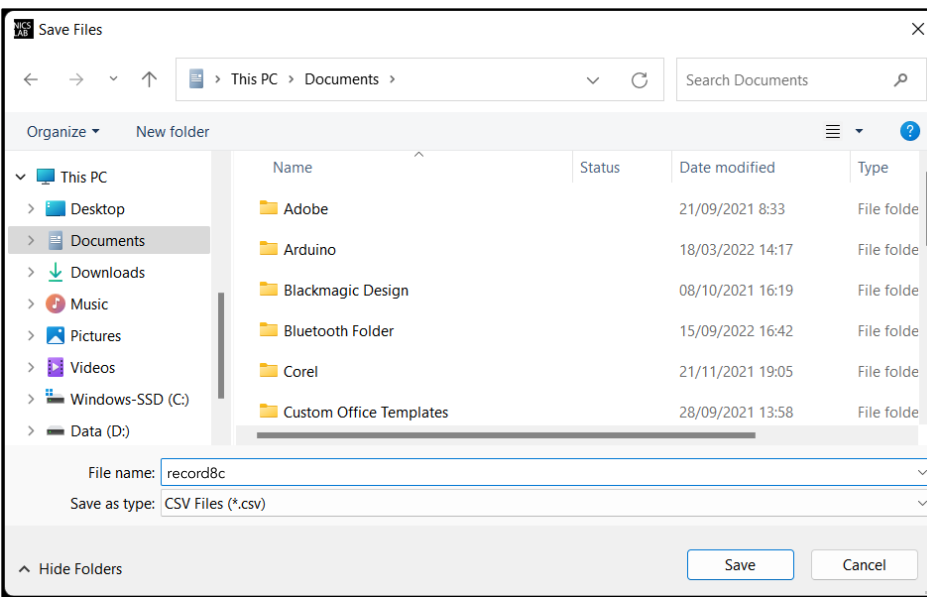 NICS LAB Save Files
This PC > Documents >
Search Documents
Organize New folder
Name Status Date modified Type
This PC
Desktop
Documents
Downloads
Music
Pictures
Videos
Windows-SSD (C:)
Data (D:)
Adobe 21/09/2021 8:33 File folde
Arduino 18/03/2022 14:17 File folde
Blackmagic Design 08/10/2021 16:19 File folde
Bluetooth Folder 15/09/2022 16:42 File folde
Corel 21/11/2021 19:05 File folde
Custom Office Templates 28/09/2021 13:58 File folde
File name: record8c
Save as type: CSV Files (*.csv)
Hide Folders Save Cancel